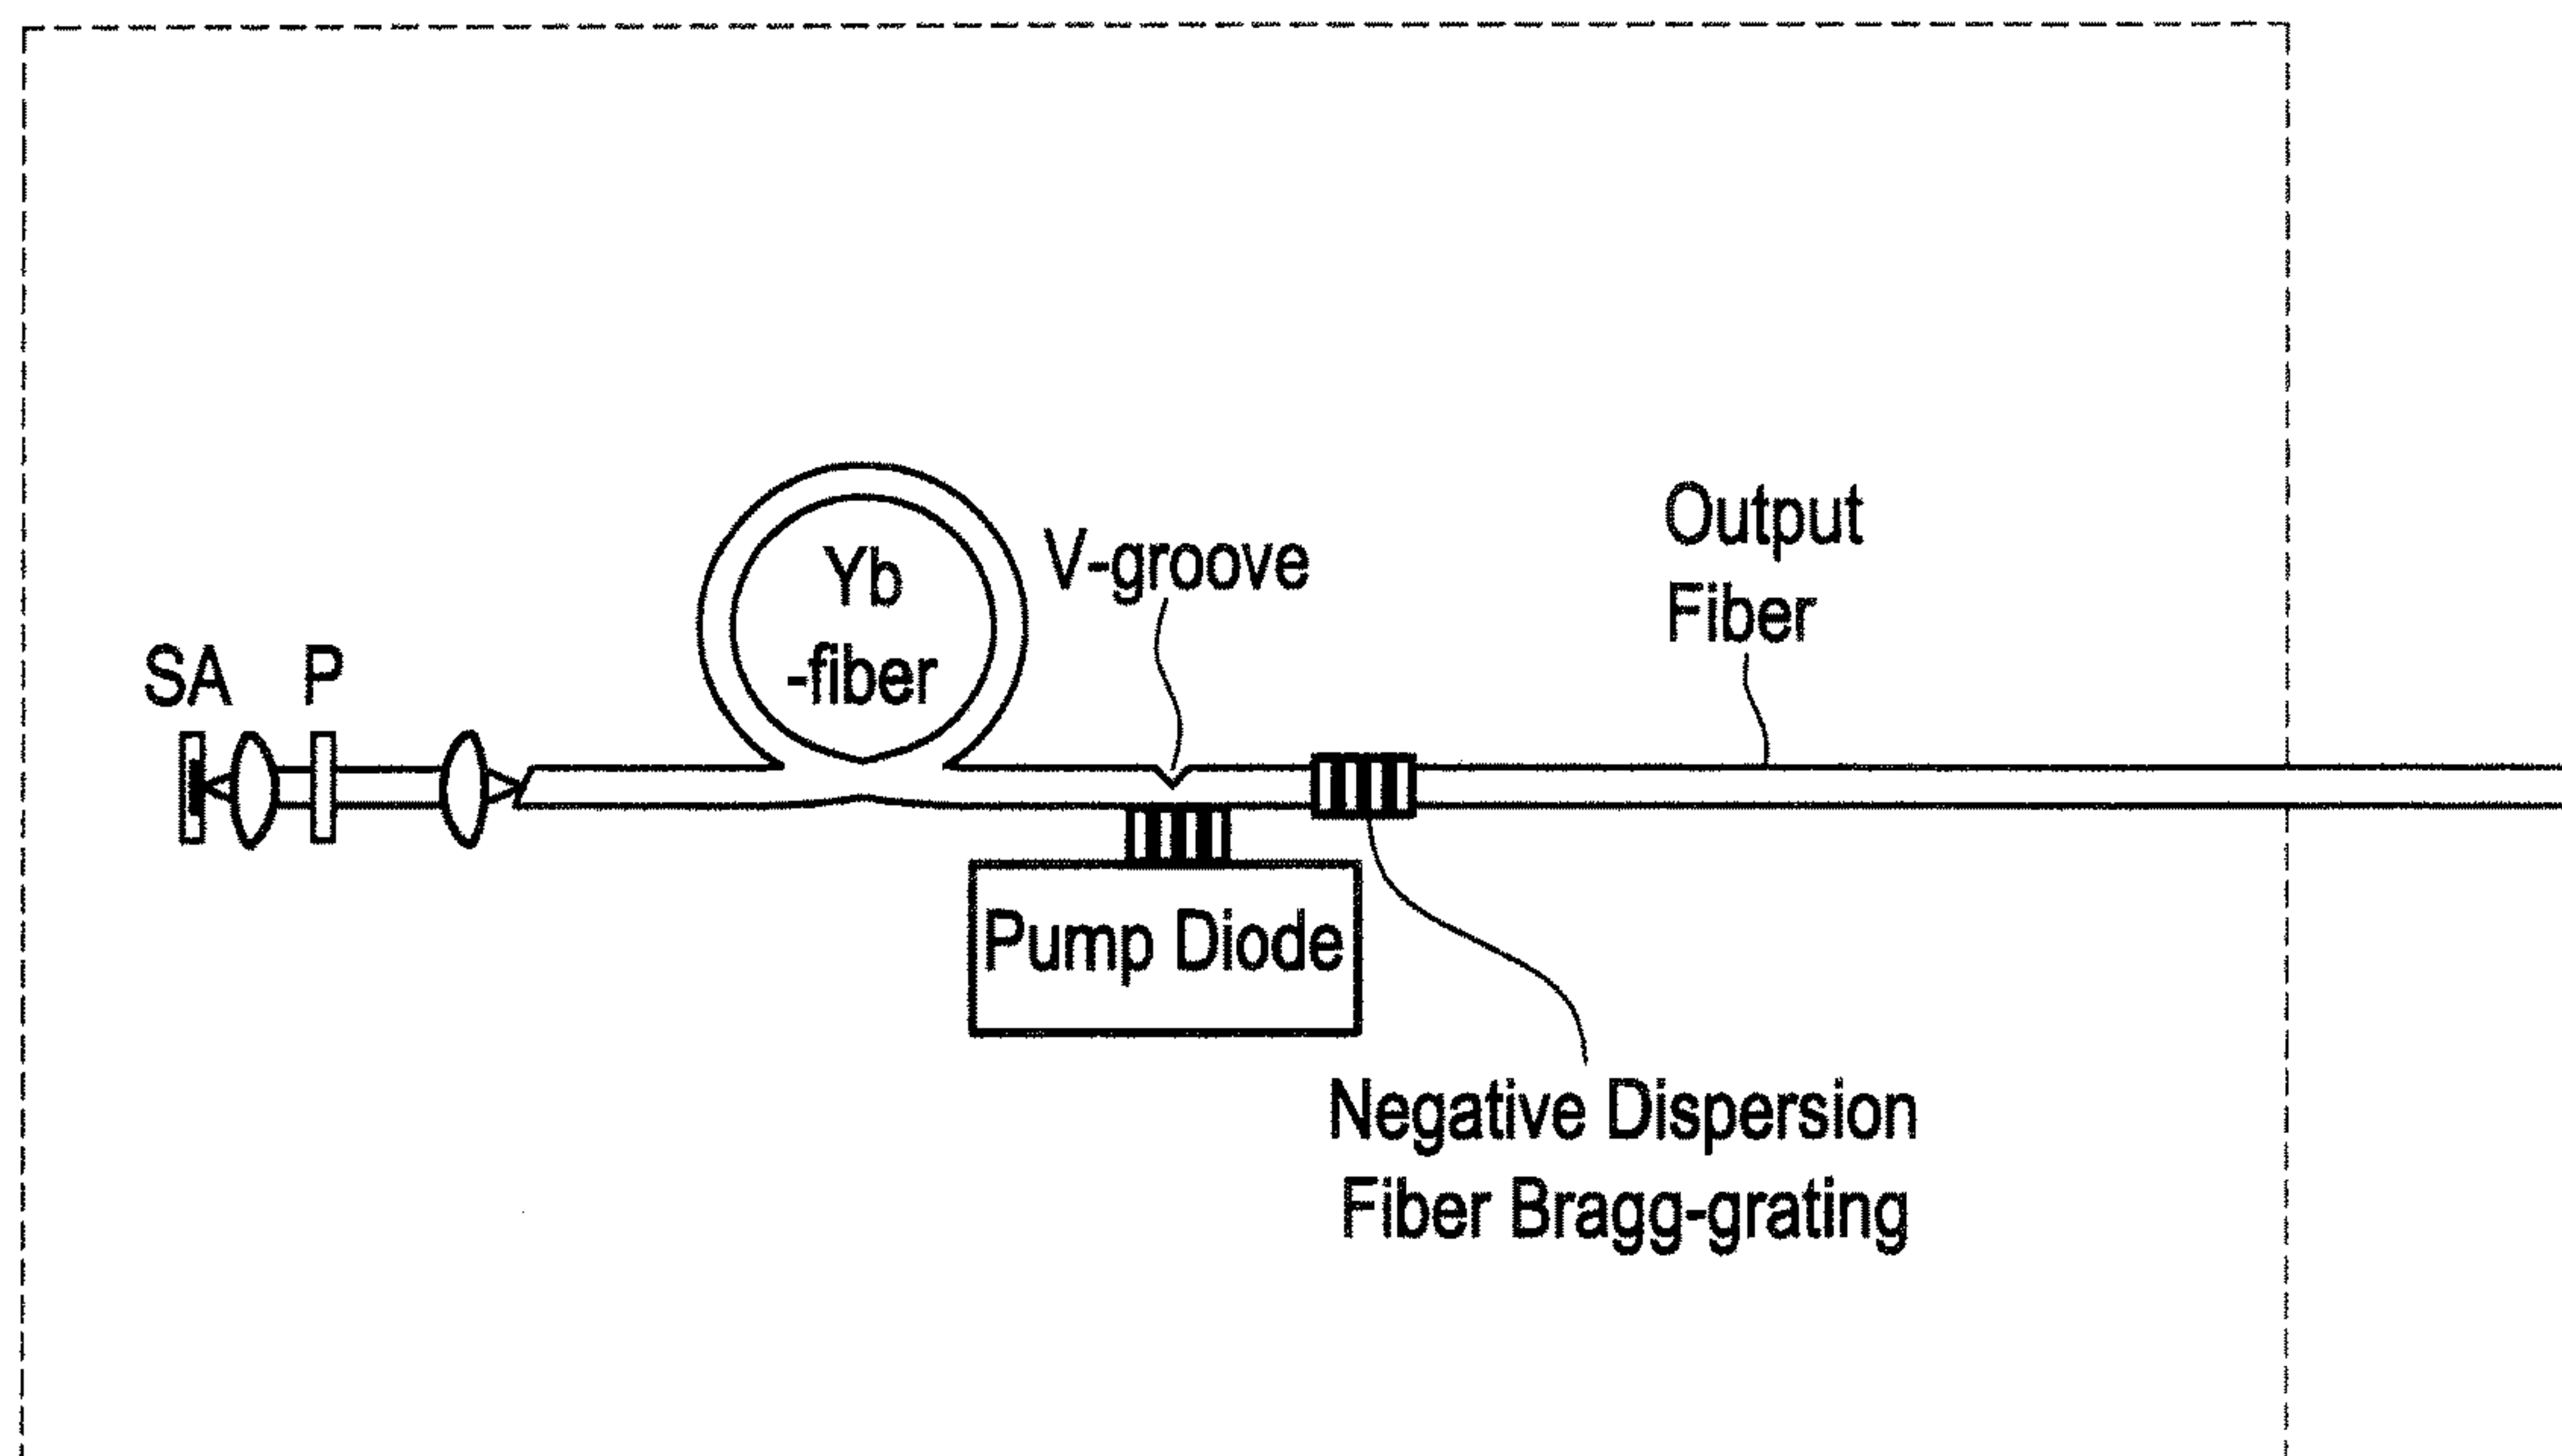 SA
P
Yb
-fiber
V-groove
Output
Fiber
Pump Diode
Negative Dispersion
Fiber Bragg-grating